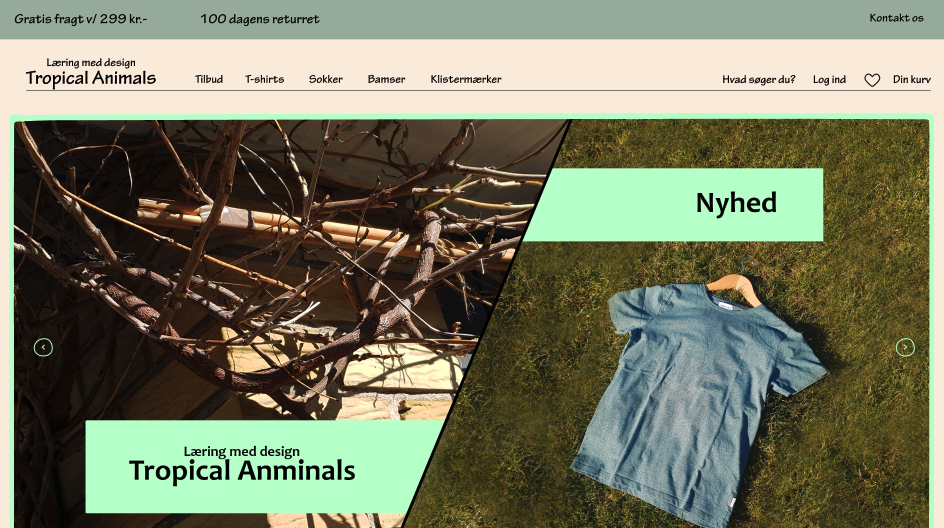 Gratis fragt v/ 299 kr.-
100 dagens returret
Kontakt os
Læring med design
Tropical Animals
Tilbud
T-shirts
Sokker
Bamser
Klistermærker
Hvad søger du?
Log ind
Din kurv
Nyhed
Læring med design
Tropical Anminals